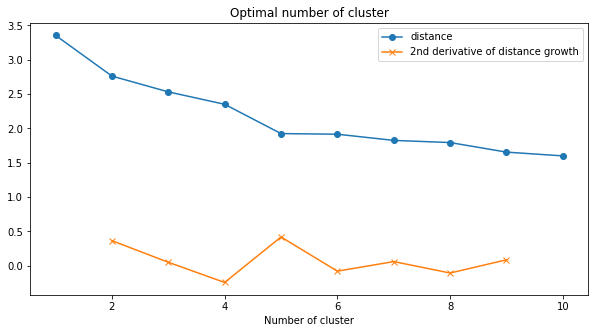 Optimal number of cluster
distance
2nd derivative of distance growth
3.5
3.0
2.5
2.0
1.5
1.0
0.5
0.0
2 4 6 8 10
Number of cluster